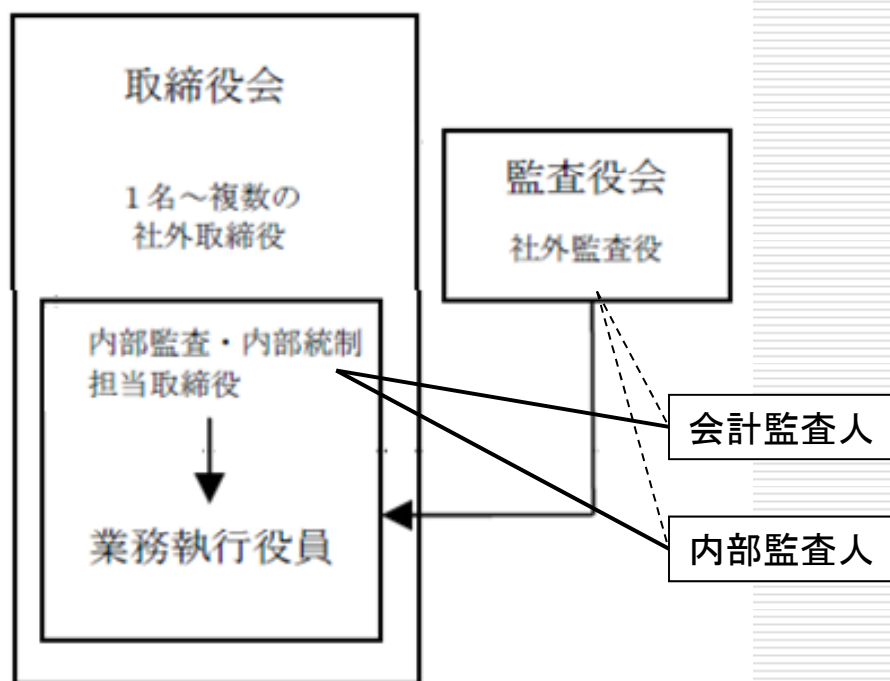 取締役会
１名～複数の
社外取締役
監査役会
社外監査役
内部監査・内部統制
担当取締役
業務執行役員
会計監査人
内部監査人